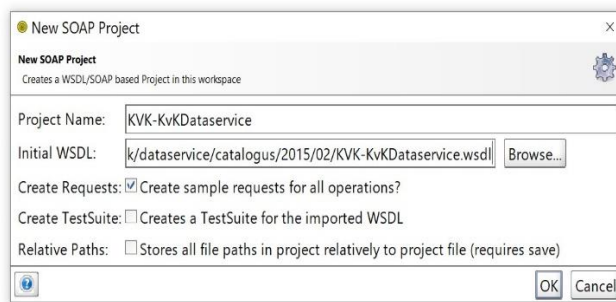 New SOAP Project
New SOAP Project
Creates a WSDL/SOAP based Project in this workspace
Project Name: KVK-KvKDataservice
Initial WSDL: k/dataservice/catalogus/2015/02/KVK-KvKDataservice.wsdl Browse...
Create Requests: Create sample requests for all operations?
Create TestSuite: Creates a TestSuite for the imported WSDL
Relative Paths: Stores all file paths in project relatively to project file (requires save)
OK Cancel